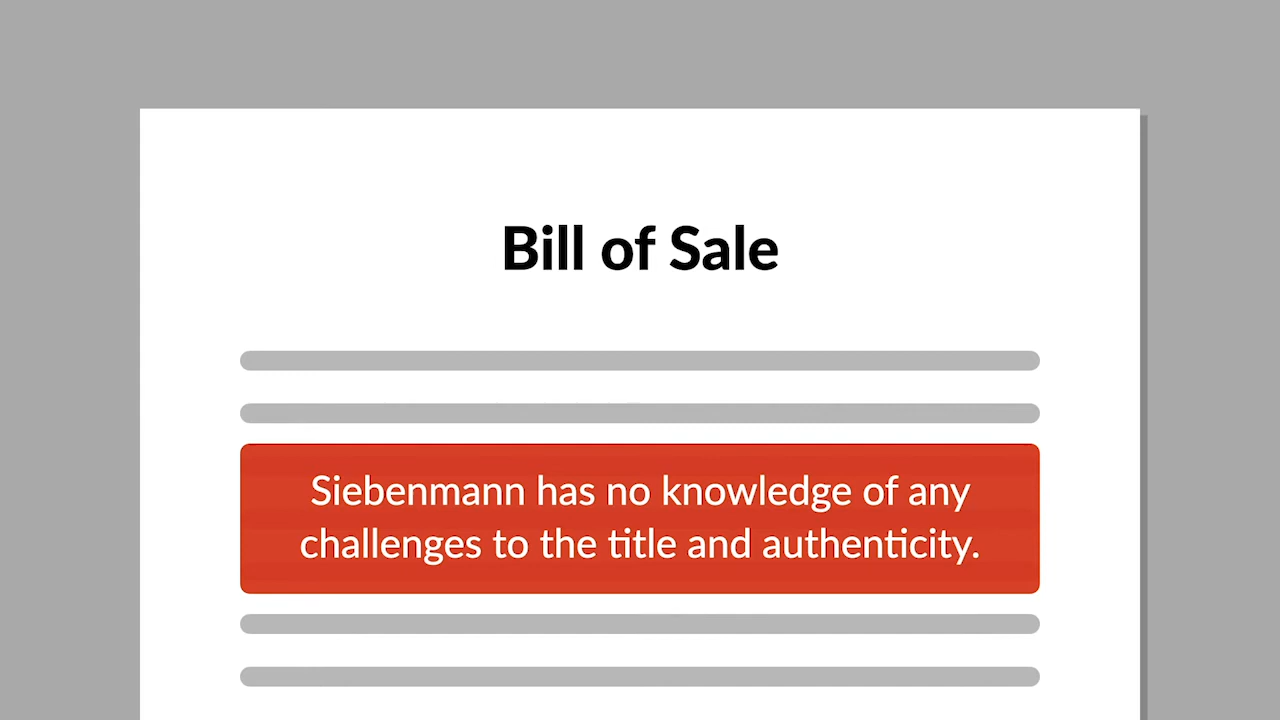 Bill of Sale
Siebenmann has no knowledge of any
challenges to the title and authenticity.